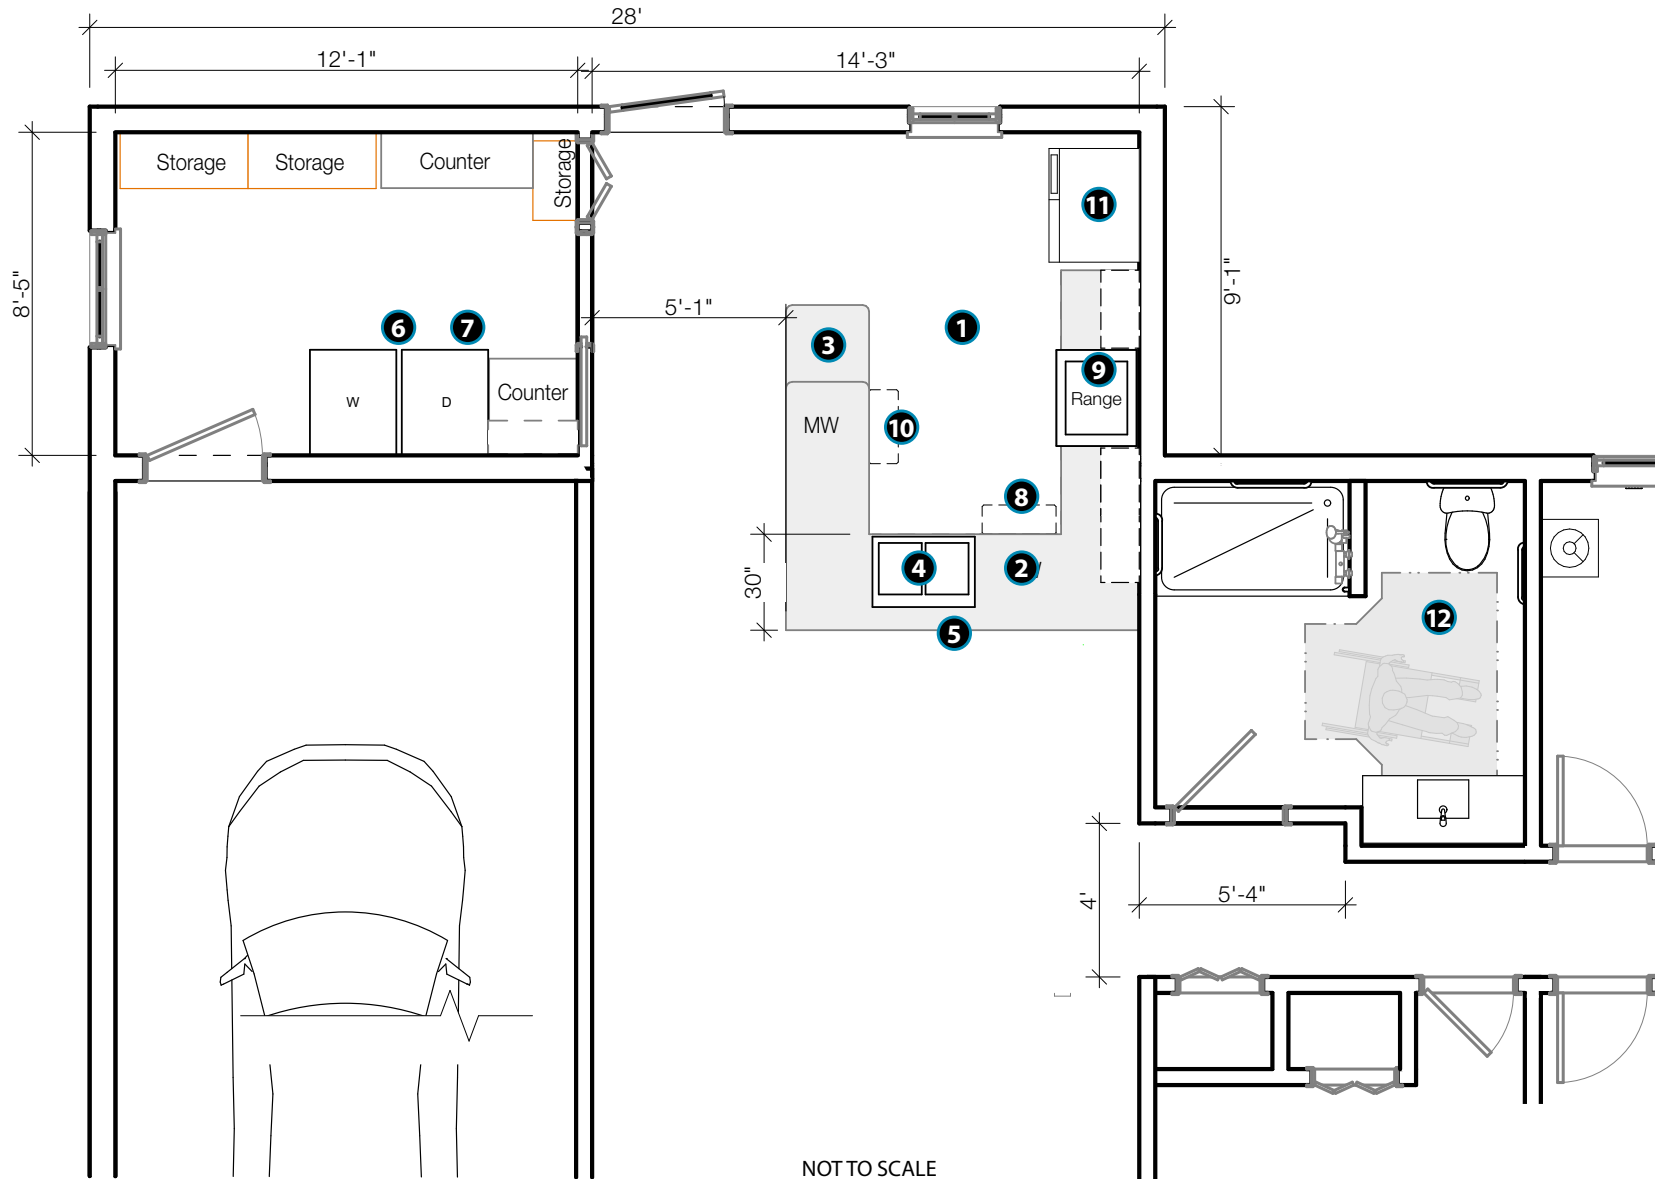 28'
12'-1"
14'-3"
Storage
Storage
Counter
Storage
11
8'-5"
9'-1"
5'-1"
6
7
1
3
9
Range
W
D
Counter
MW
10
8
30"
4
2
5
12
4'
5'-4"
NOT TO SCALE